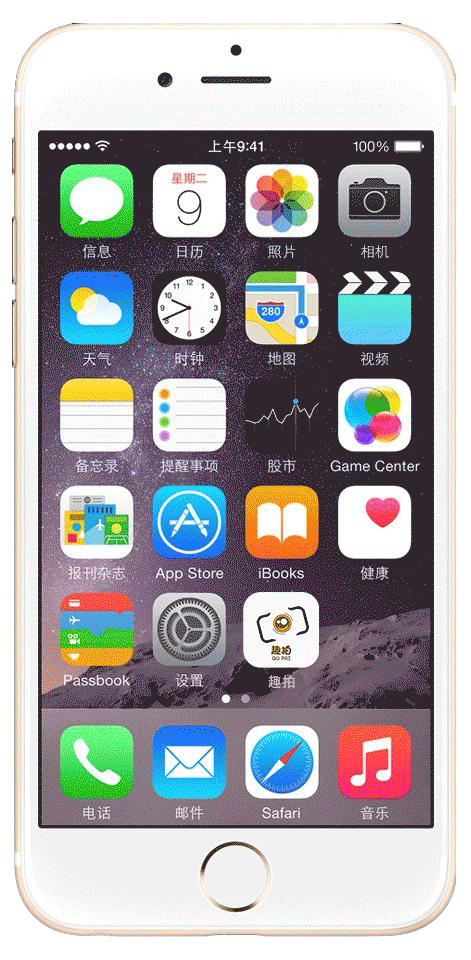 上午9:41
100%
星期二
9
信息
日历
照片
相机
280
天气
时钟
地图
视频
备忘录
提醒事项
股市
Game Center
报刊杂志
App Store
iBooks
健康
趣拍
QU PAI
Passbook
设置
趣拍
电话
邮件
Safari
音乐